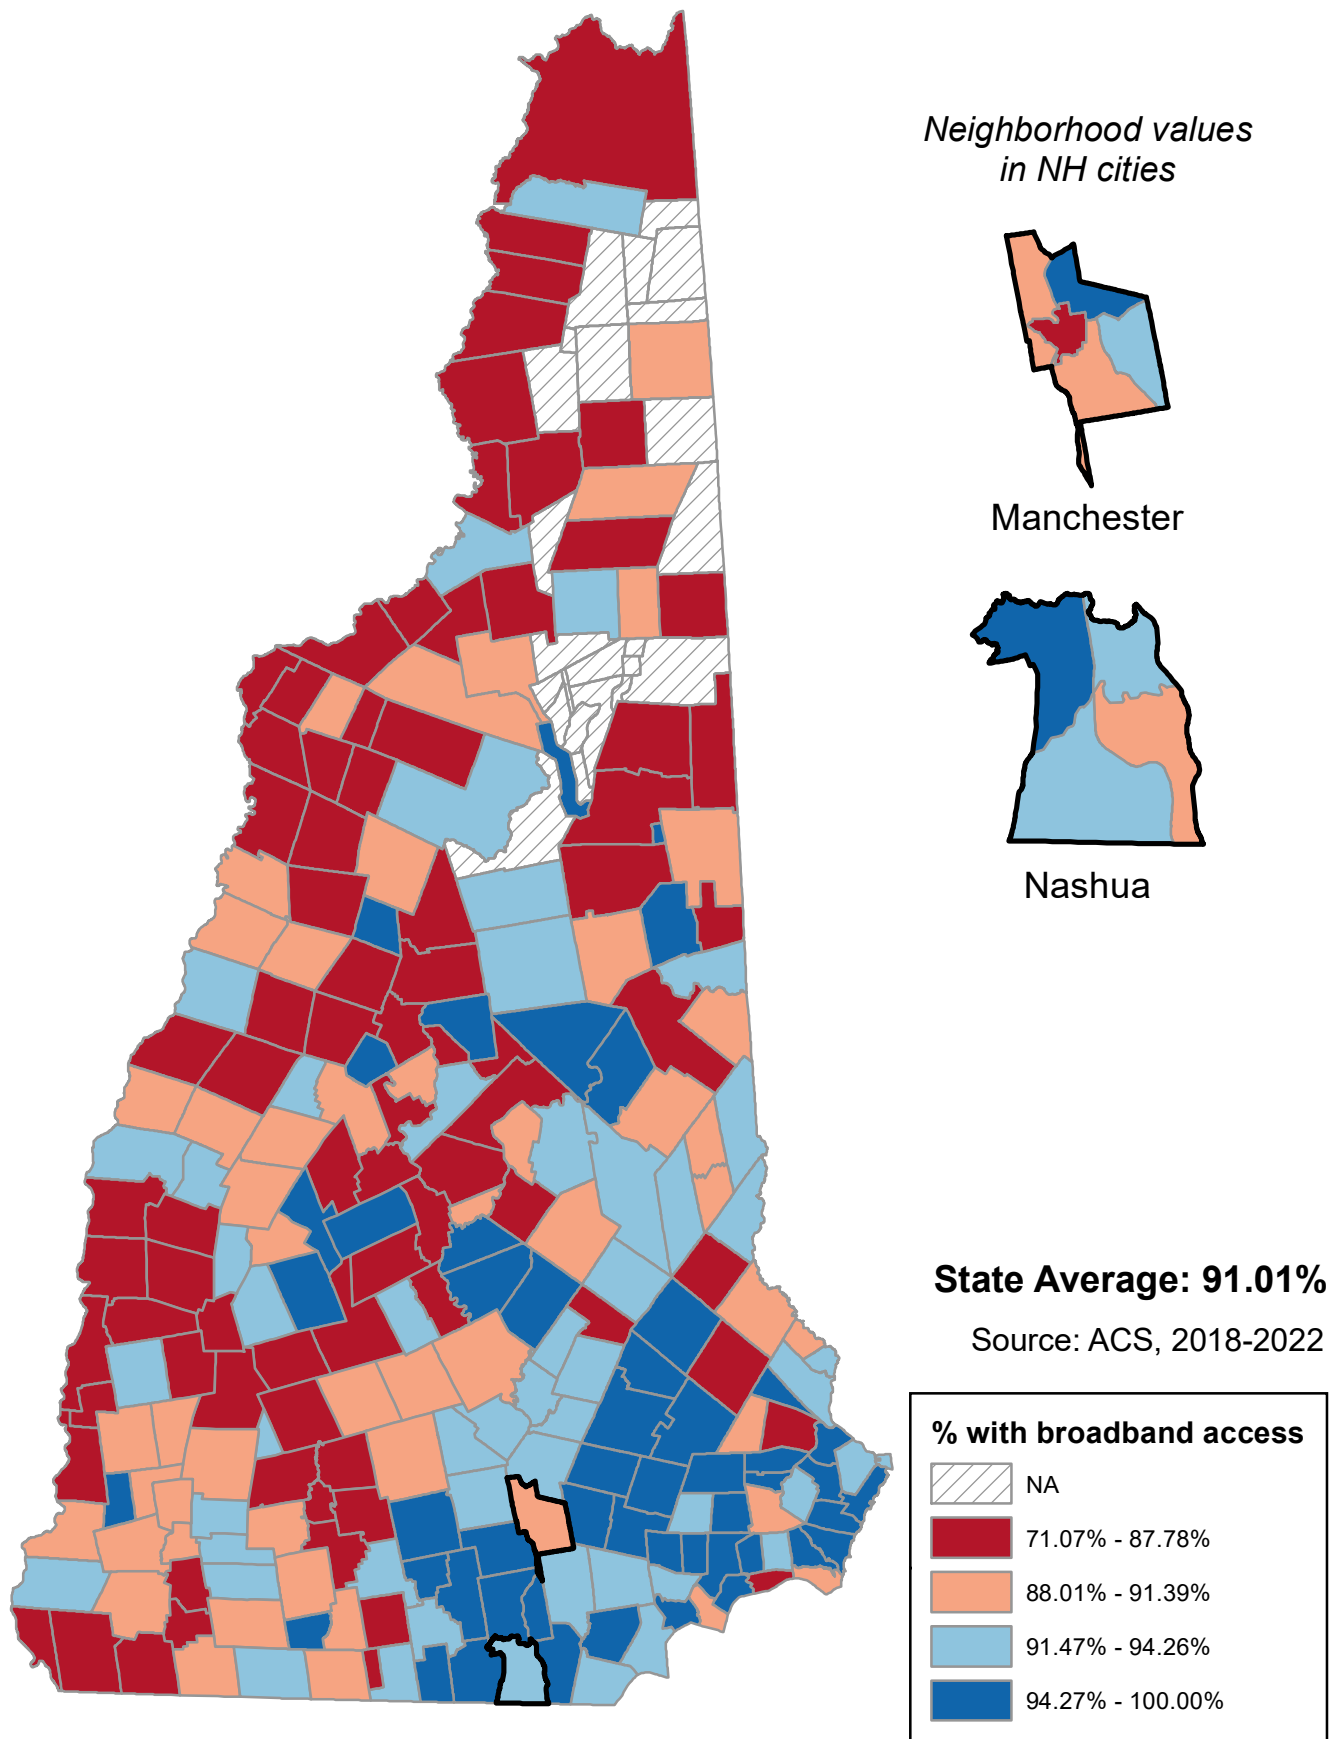 Neighborhood values
in NH cities
Manchester
Nashua
State Average: 91.01%
Source: ACS, 2018-2022
% with broadband access
NA
71.07% - 87.78%
88.01% - 91.39%
91.47% - 94.26%
94.27% - 100.00%